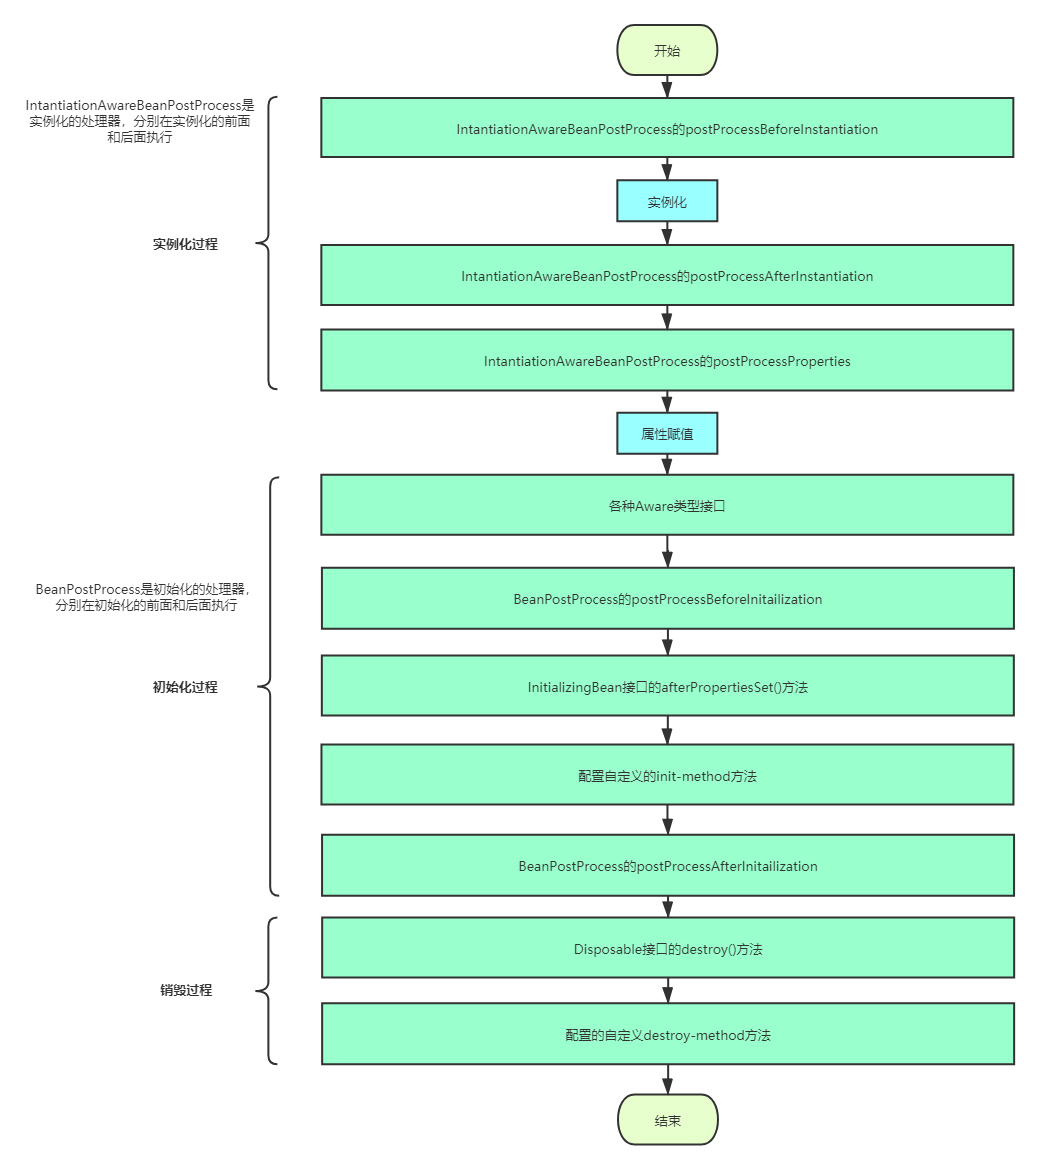 开始
IntantiationAwareBeanPostProcess是
实例化的处理器，分别在实例化的前面
和后面执行
IntantiationAwareBeanPostProcess的postProcessBeforeInstantiation
实例化
实例化过程
IntantiationAwareBeanPostProcess的postProcessAfterInstantiation
IntantiationAwareBeanPostProcess的postProcessProperties
属性赋值
各种Aware类型接口
BeanPostProcess是初始化的处理器，
分别在初始化的前面和后面执行
BeanPostProcess的postProcessBeforeInitailization
初始化过程
InitializingBean接口的afterPropertiesSet()方法
配置自定义的init-method方法
BeanPostProcess的postProcessAfterInitailization
Disposable接口的destroy()方法
销毁过程
配置的自定义destroy-method方法
结束